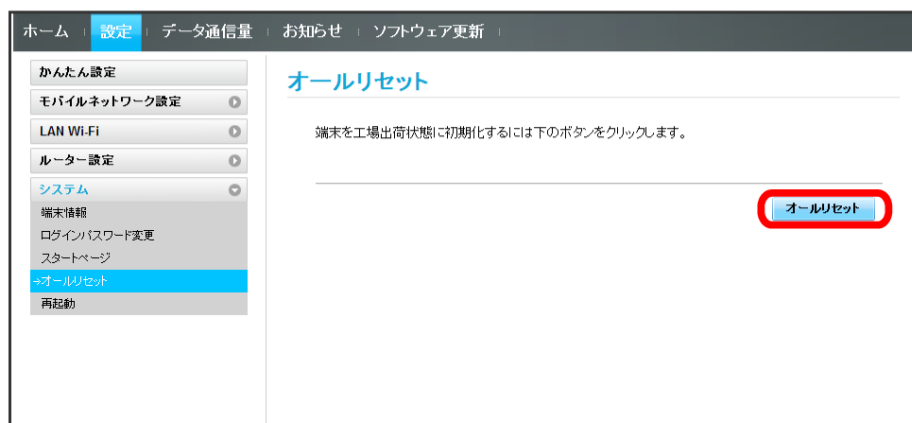 ホーム 設定 データ通信量 お知らせ ソフトウェア更新
かんたん設定
モバイルネットワーク設定
LAN Wi-Fi
ルーター設定
システム
端末情報
ログインパスワード変更
スタートページ
→オールリセット
再起動
オールリセット
端末を工場出荷状態に初期化するには下のボタンをクリックします。
オールリセット